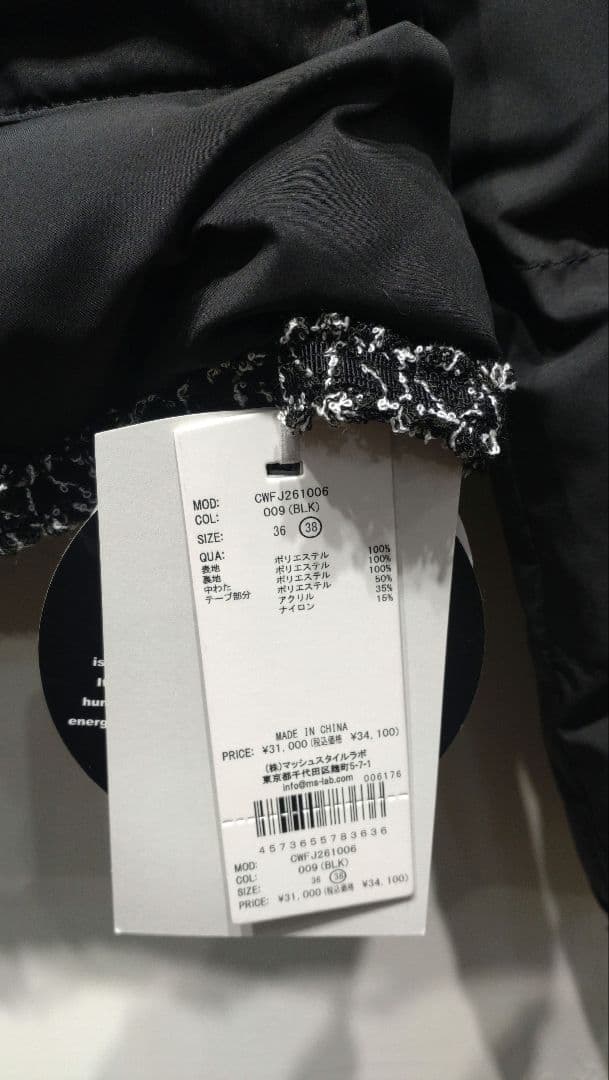 MOD: CWFJ261006
COL: 009 (BLK)
SIZE: 36 38
QUA:
表地 ポリエステル 100%
裏地 ポリエステル 100%
中わた ポリエステル 100%
テープ部分 ポリエステル 50%
アクリル 35%
ナイロン 15%
MADE IN CHINA
PRICE: ¥31,000 (税込価格 ¥34,100)
(株)マッシュスタイルラボ
東京都千代田区麹町5-7-1
info@ms-lab.com 006176
4573655783636
MOD: CWFJ261006
COL: 009 (BLK)
SIZE: 36 38
PRICE: ¥31,000 (税込価格 ¥34,100)
is
hum
energ